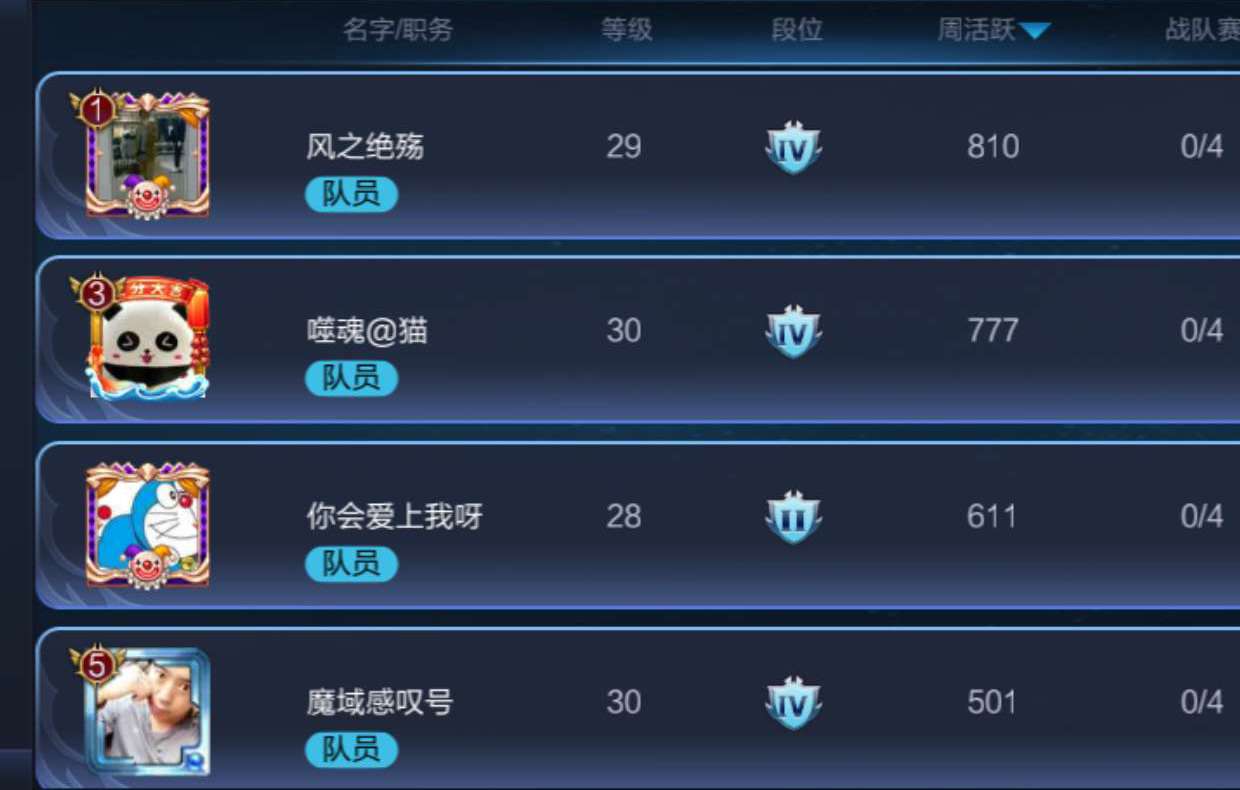 名字/职务 等级 段位 周活跃 战队赛
1
风之绝殇 29 IV 810 0/4
队员
3 分大吉
噬魂@猫 30 IV 777 0/4
队员
你会爱上我呀 28 II 611 0/4
队员
5
魔域感叹号 30 IV 501 0/4
队员